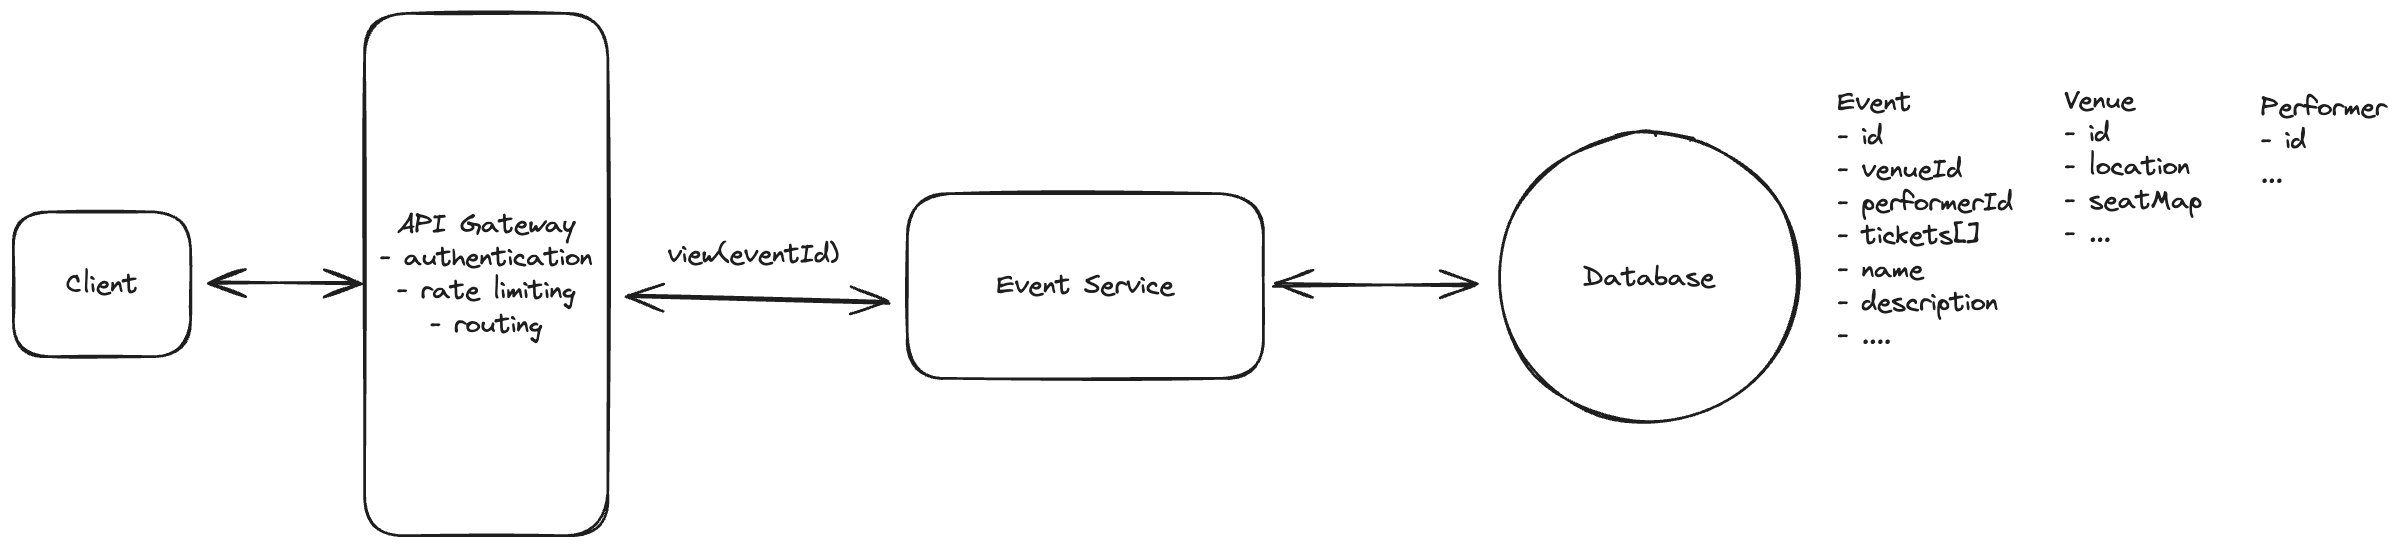 Client
API Gateway
- authentication
- rate limiting
- routing
view(eventId)
Event Service
Database
Event
- id
- venueId
- performerId
- tickets[]
- name
- description
- ....
Venue
- id
- location
- seatMap
- ...
Performer
- id
...